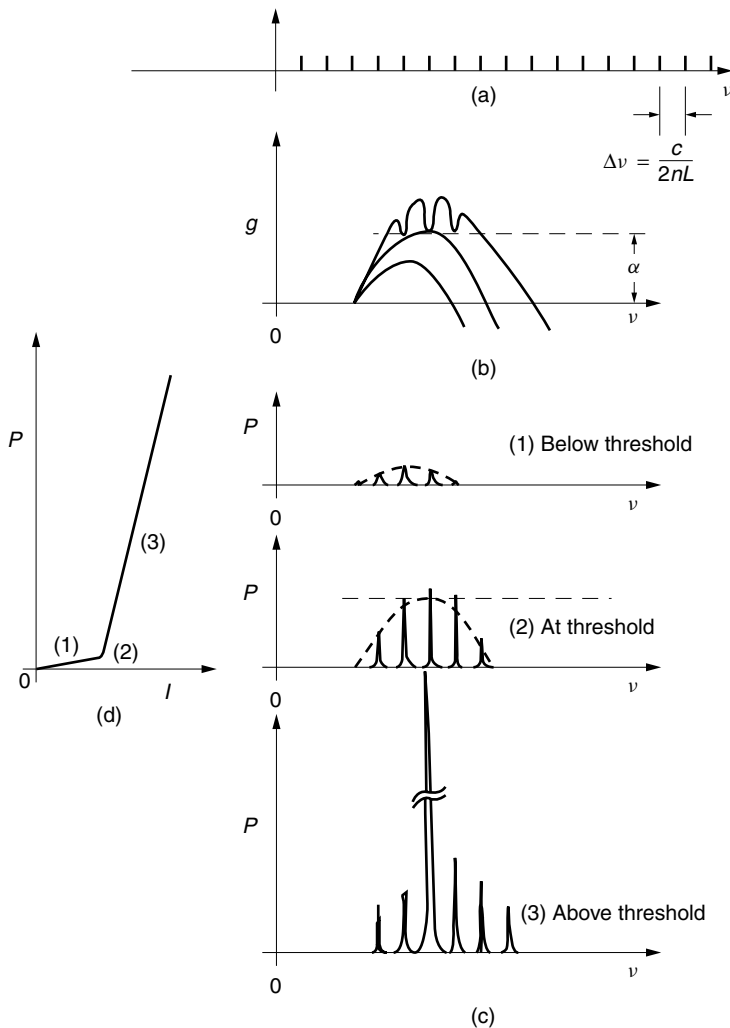 ν
(a)
Δν = c / 2nL
g
α
ν
0
(b)
P
(1) Below threshold
0
ν
P
(3)
(1)
(2)
0
I
(d)
P
(2) At threshold
0
ν
P
(3) Above threshold
0
ν
(c)